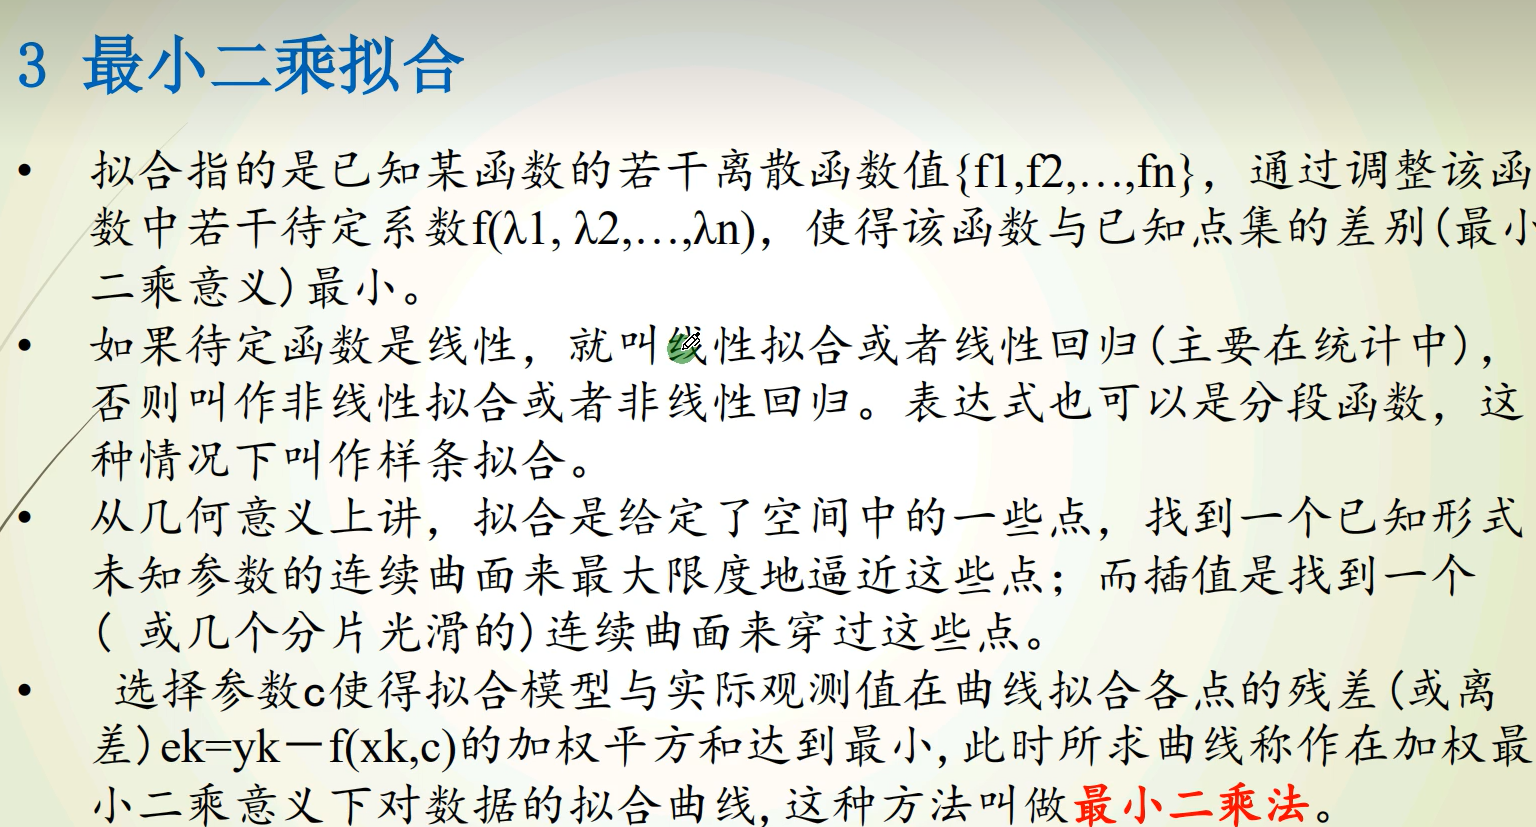 3 最小二乘拟合
• 拟合指的是已知某函数的若干离散函数值{f1,f2,…,fn}，通过调整该函
数中若干待定系数f(λ1, λ2,…,λn)，使得该函数与已知点集的差别(最小
二乘意义)最小。
• 如果待定函数是线性，就叫线性拟合或者线性回归(主要在统计中)，
否则叫作非线性拟合或者非线性回归。表达式也可以是分段函数，这
种情况下叫作样条拟合。
• 从几何意义上讲，拟合是给定了空间中的一些点，找到一个已知形式
未知参数的连续曲面来最大限度地逼近这些点；而插值是找到一个
( 或几个分片光滑的)连续曲面来穿过这些点。
• 选择参数c使得拟合模型与实际观测值在曲线拟合各点的残差(或离
差)ek=yk－f(xk,c)的加权平方和达到最小,此时所求曲线称作在加权最
小二乘意义下对数据的拟合曲线,这种方法叫做最小二乘法。